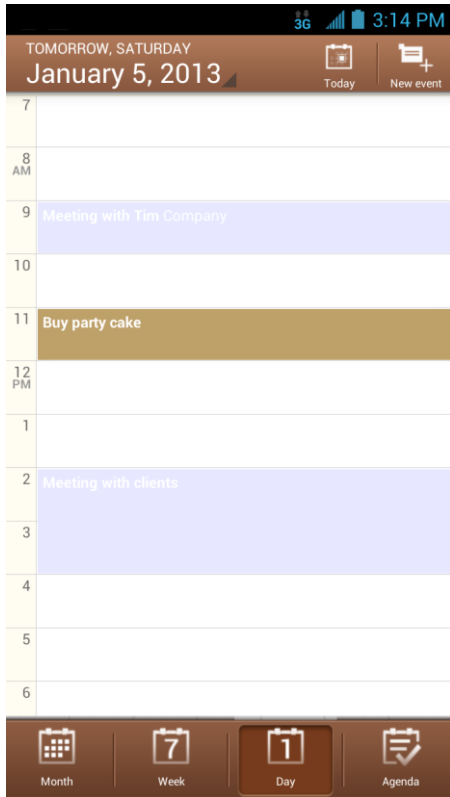 3G 3:14 PM
TOMORROW, SATURDAY
January 5, 2013
Today
New event
7
8
AM
9 Meeting with Tim Company
10
11 Buy party cake
12
PM
1
2 Meeting with clients
3
4
5
6
7
1
Month
Week
Day
Agenda